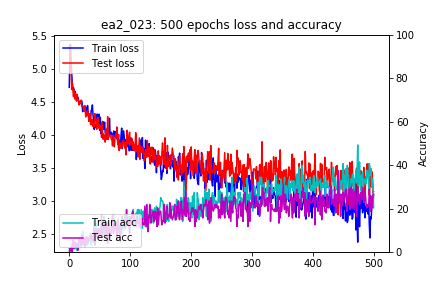 ea2_023: 500 epochs loss and accuracy
Train loss
Test loss
Train acc
Test acc
Loss
5.5
5.0
4.5
4.0
3.5
3.0
2.5
Accuracy
100
80
60
40
20
0
0
100
200
300
400
500